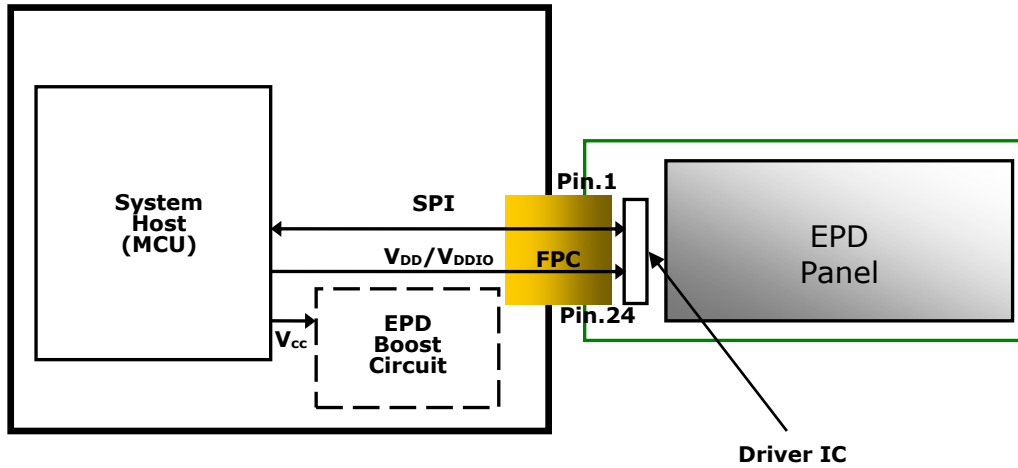 Pin.1
System
Host
(MCU)
SPI
EPD
Panel
VDD/VDDIO
FPC
Pin.24
Vcc
EPD
Boost
Circuit
Driver IC